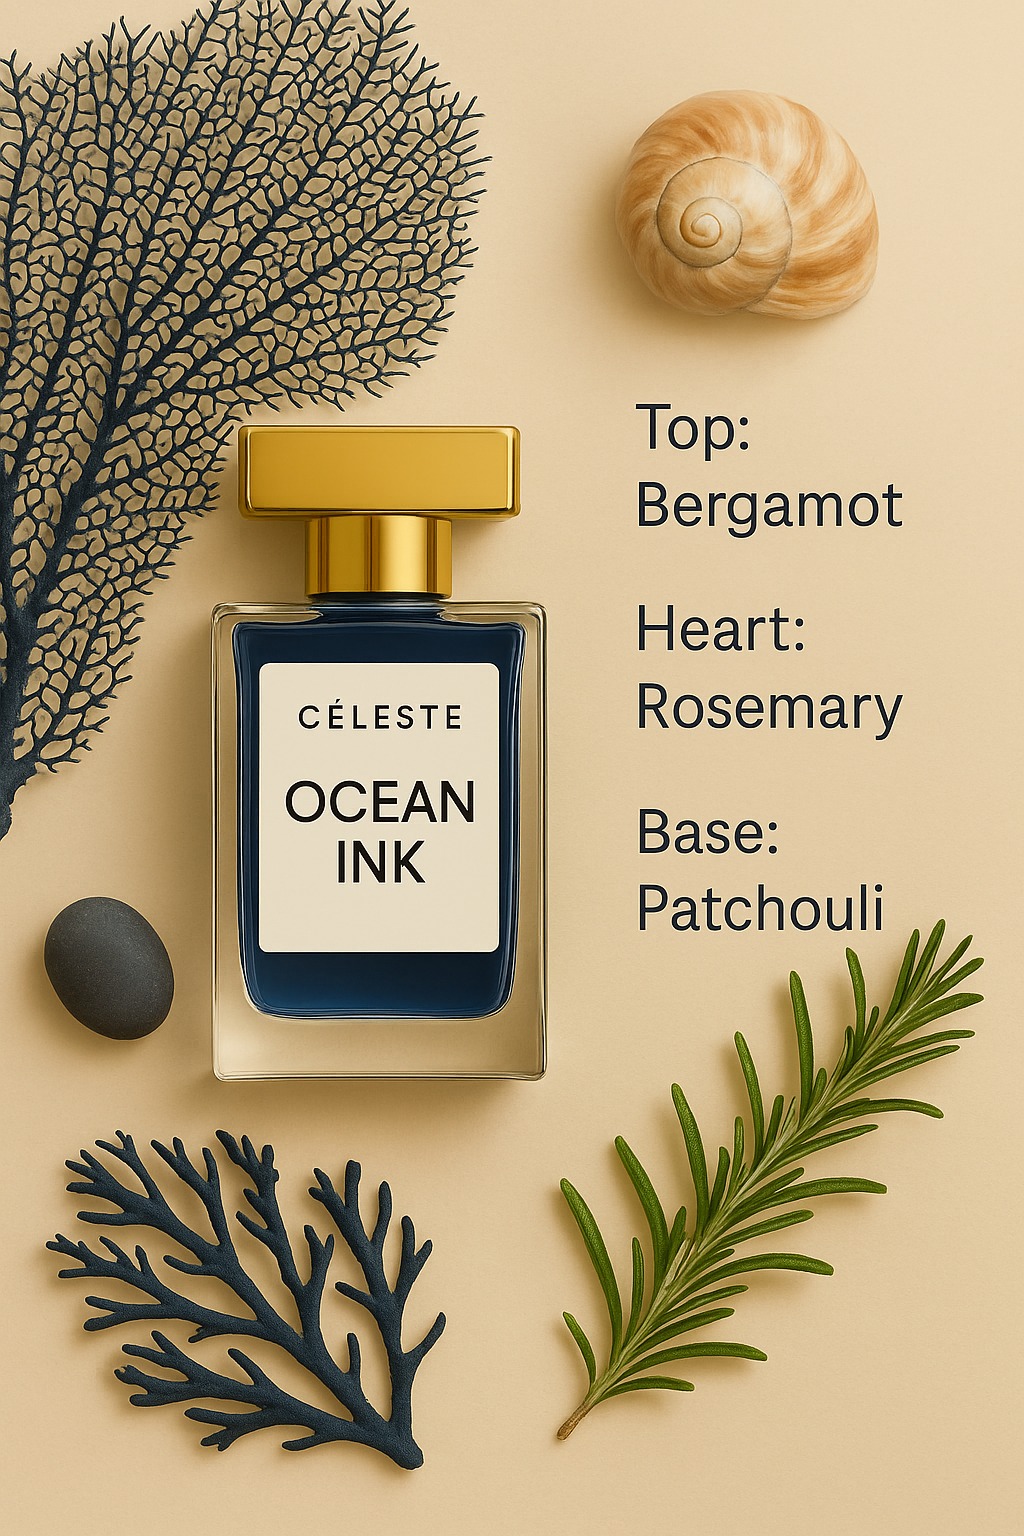 CÉLESTE
OCEAN
INK
Top:
Bergamot
Heart:
Rosemary
Base:
Patchouli